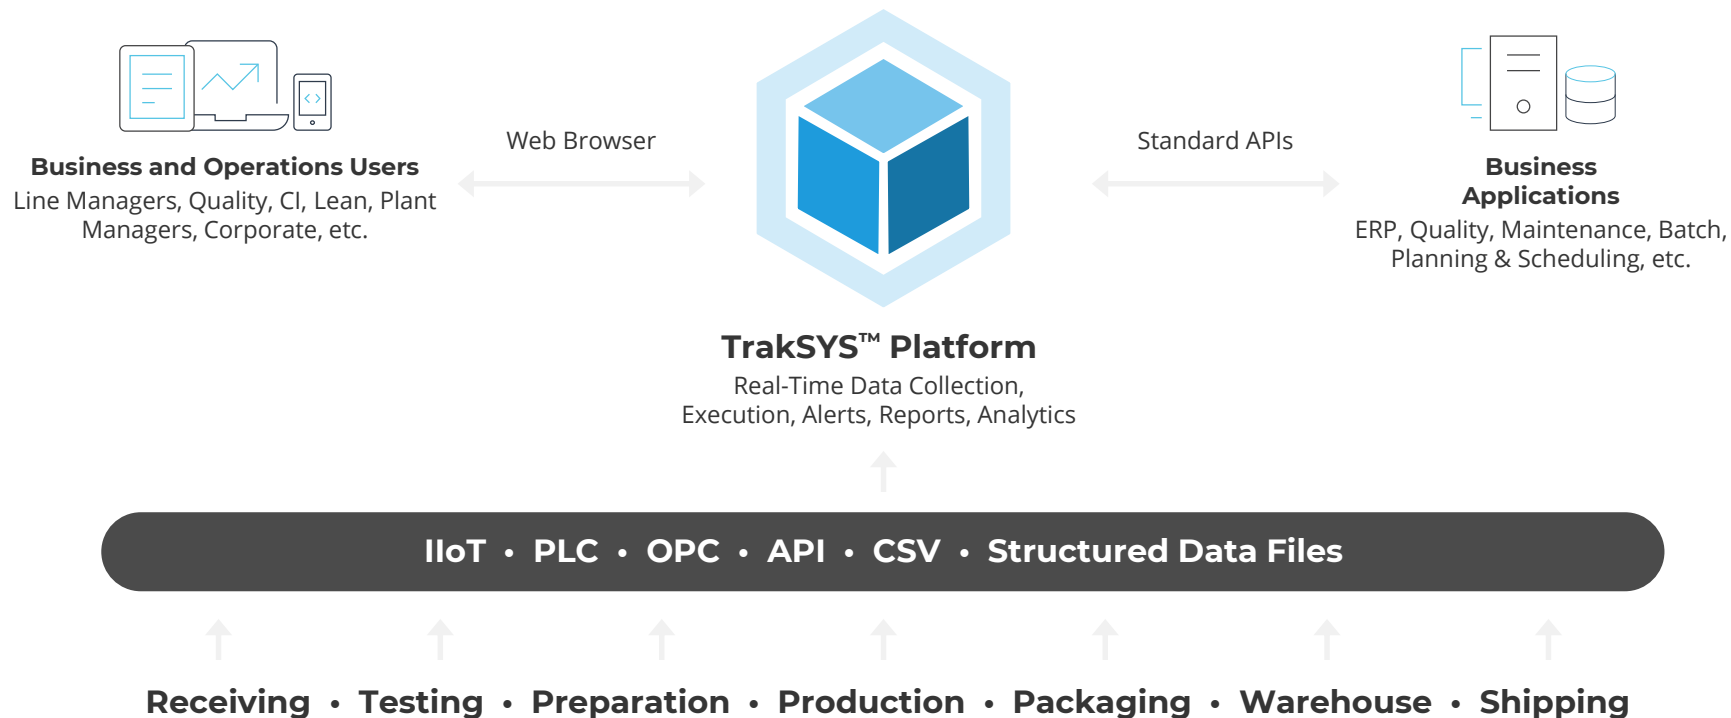 Web Browser
Standard APIs
Business and Operations Users
Line Managers, Quality, CI, Lean, Plant
Managers, Corporate, etc.
Business
Applications
ERP, Quality, Maintenance, Batch,
Planning & Scheduling, etc.
TrakSYS™ Platform
Real-Time Data Collection,
Execution, Alerts, Reports, Analytics
IIoT • PLC • OPC • API • CSV • Structured Data Files
Receiving • Testing • Preparation • Production • Packaging • Warehouse • Shipping